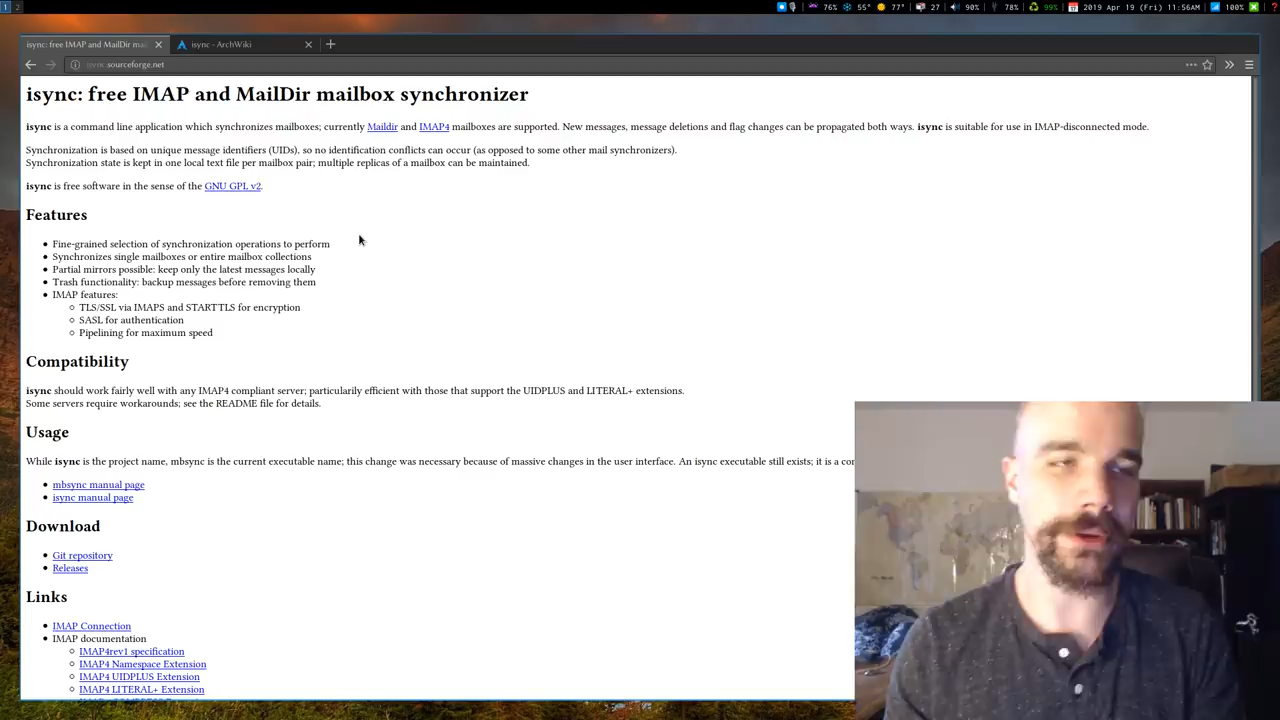 1 2 76% 55° 77° 27 90% 78% 99% 2019 Apr 19 (Fri) 11:56AM 100% ?
isync: free IMAP and MailDir mai
isync - ArchWiki
isync.sourceforge.net
isync: free IMAP and MailDir mailbox synchronizer
isync is a command line application which synchronizes mailboxes; currently Maildir and IMAP4 mailboxes are supported. New messages, message deletions and flag changes can be propagated both ways. isync is suitable for use in IMAP-disconnected mode.
Synchronization is based on unique message identifiers (UIDs), so no identification conflicts can occur (as opposed to some other mail synchronizers).
Synchronization state is kept in one local text file per mailbox pair; multiple replicas of a mailbox can be maintained.
isync is free software in the sense of the GNU GPL v2.
Features
• Fine-grained selection of synchronization operations to perform
• Synchronizes single mailboxes or entire mailbox collections
• Partial mirrors possible: keep only the latest messages locally
• Trash functionality: backup messages before removing them
• IMAP features:
○ TLS/SSL via IMAPS and STARTTLS for encryption
○ SASL for authentication
○ Pipelining for maximum speed
Compatibility
isync should work fairly well with any IMAP4 compliant server; particularily efficient with those that support the UIDPLUS and LITERAL+ extensions.
Some servers require workarounds; see the README file for details.
Usage
While isync is the project name, mbsync is the current executable name; this change was necessary because of massive changes in the user interface. An isync executable still exists; it is a
• mbsync manual page
• isync manual page
Download
• Git repository
• Releases
Links
• IMAP Connection
• IMAP documentation
○ IMAP4rev1 specification
○ IMAP4 Namespace Extension
○ IMAP4 UIDPLUS Extension
○ IMAP4 LITERAL+ Extension